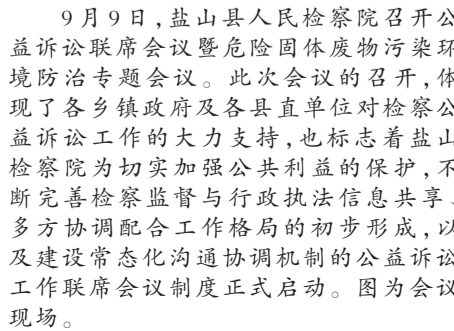 9月9日,盐山县人民检察院召开公
益诉讼联席会议暨危险固体废物污染环
境防治专题会议。此次会议的召开,体
现了各乡镇政府及各县直单位对检察公
益诉讼工作的大力支持,也标志着盐山
检察院为切实加强公共利益的保护,不
断完善检察监督与行政执法信息共享、
多方协调配合工作格局的初步形成,以
及建设常态化沟通协调机制的公益诉讼
工作联席会议制度正式启动。图为会议
现场。